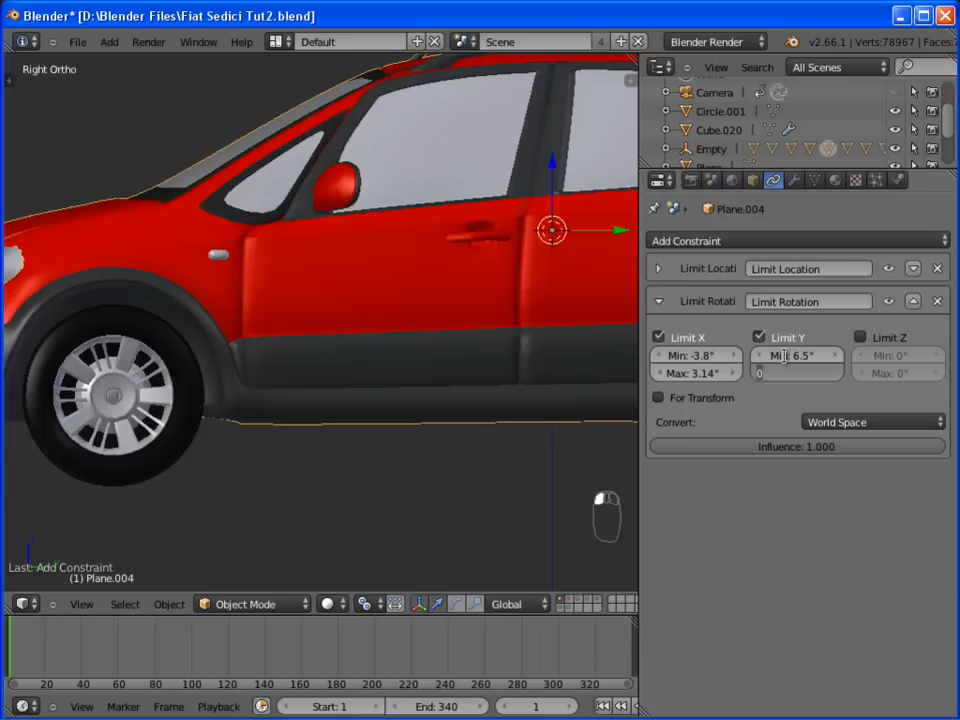 Blender* [D:\Blender Files\Fiat Sedici Tut2.blend]
File Add Render Window Help Default Scene 4 Blender Render v2.66.1 | Verts:78967 | Faces:
Right Ortho
View Search All Scenes
Camera
Circle.001
Cube.020
Empty
Plane.004
Add Constraint
Limit Locati Limit Location
Limit Rotati Limit Rotation
Limit X Limit Y Limit Z
Min: -3.8° Min: 6.5° Min: 0°
Max: 3.14° 0 Max: 0°
For Transform
Convert: World Space
Influence: 1.000
Last: Add Constraint
(1) Plane.004
View Select Object Object Mode Global
20 40 60 80 100 120 140 160 180 200 220 240 260 280 300 320
View Marker Frame Playback Start: 1 End: 340 1